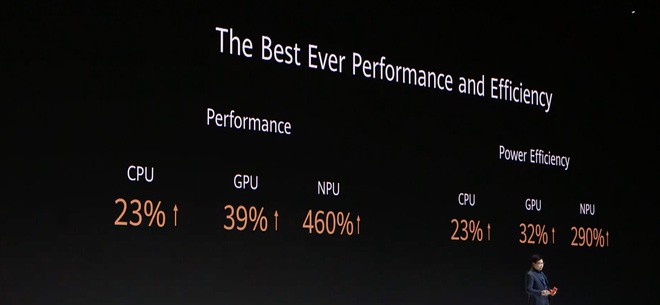 The Best Ever Performance and Efficiency
Performance
CPU GPU NPU
23%↑ 39%↑ 460%↑
Power Efficiency
CPU GPU NPU
23%↑ 32%↑ 290%↑